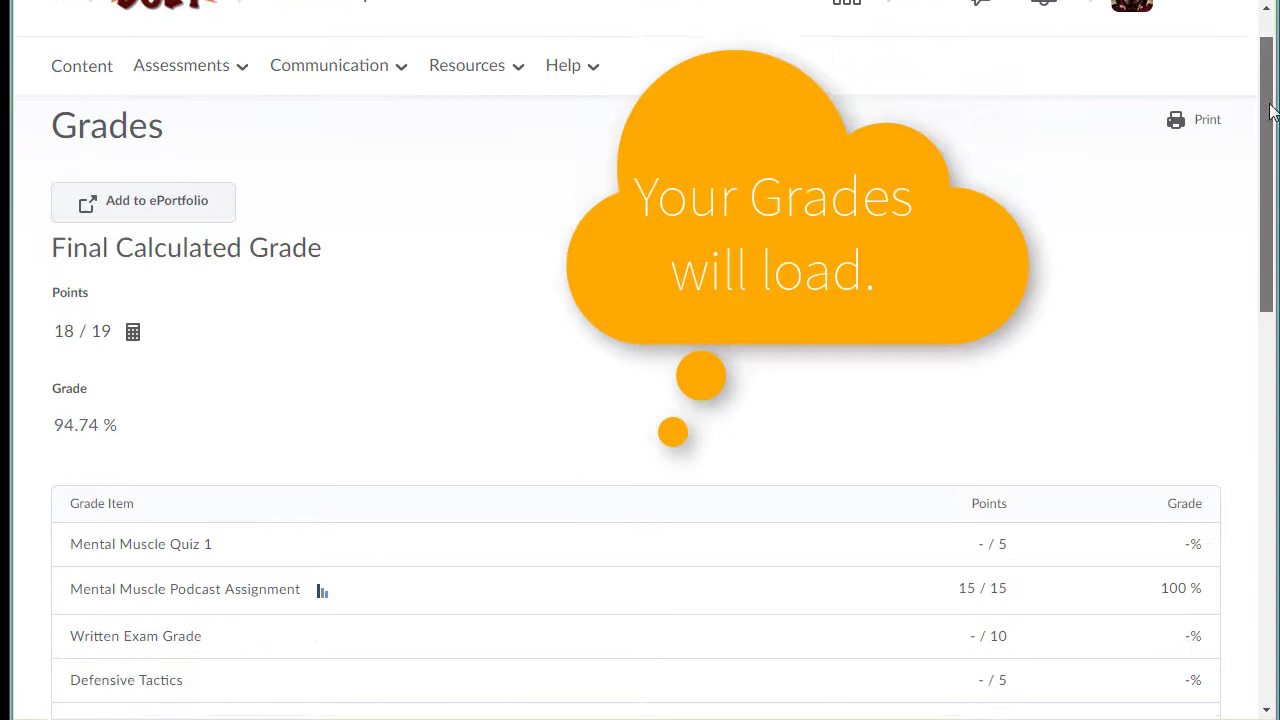 Content Assessments Communication Resources Help
Grades
Print
Add to ePortfolio
Your Grades
will load.
Final Calculated Grade
Points
18 / 19
Grade
94.74 %
Grade Item Points Grade
Mental Muscle Quiz 1 - / 5 -%
Mental Muscle Podcast Assignment 15 / 15 100 %
Written Exam Grade - / 10 -%
Defensive Tactics - / 5 -%